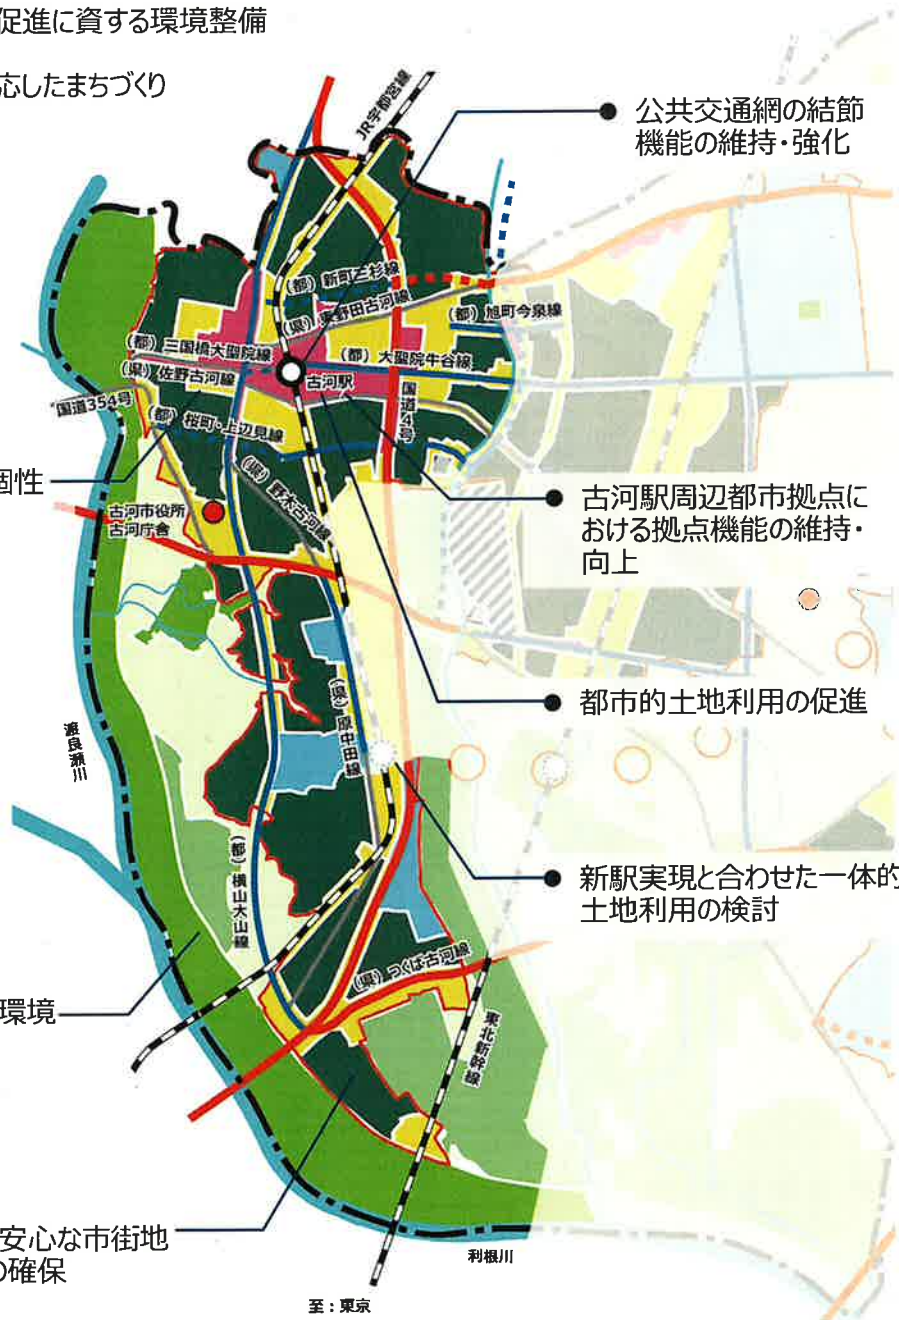 促進に資する環境整備
応したまちづくり
JR宇都宮線
公共交通網の結節
機能の維持・強化
(都) 新町三杉線
(県) 東野田古河線
(都) 旭町今泉線
(都) 三国橋大聖院線
(都) 大聖院牛谷線
(県) 佐野古河線
古河駅
国道354号
国道4号
(都) 桜町・上辺見線
個性
(県) 野木古河線
古河市役所
古河庁舎
古河駅周辺都市拠点に
おける拠点機能の維持・
向上
都市的土地利用の促進
(県) 原中田線
渡良瀬川
(都) 横山大山線
新駅実現と合わせた一体的
土地利用の検討
(県) つくば古河線
環境
東北新幹線
安心な市街地
の確保
利根川
至:東京